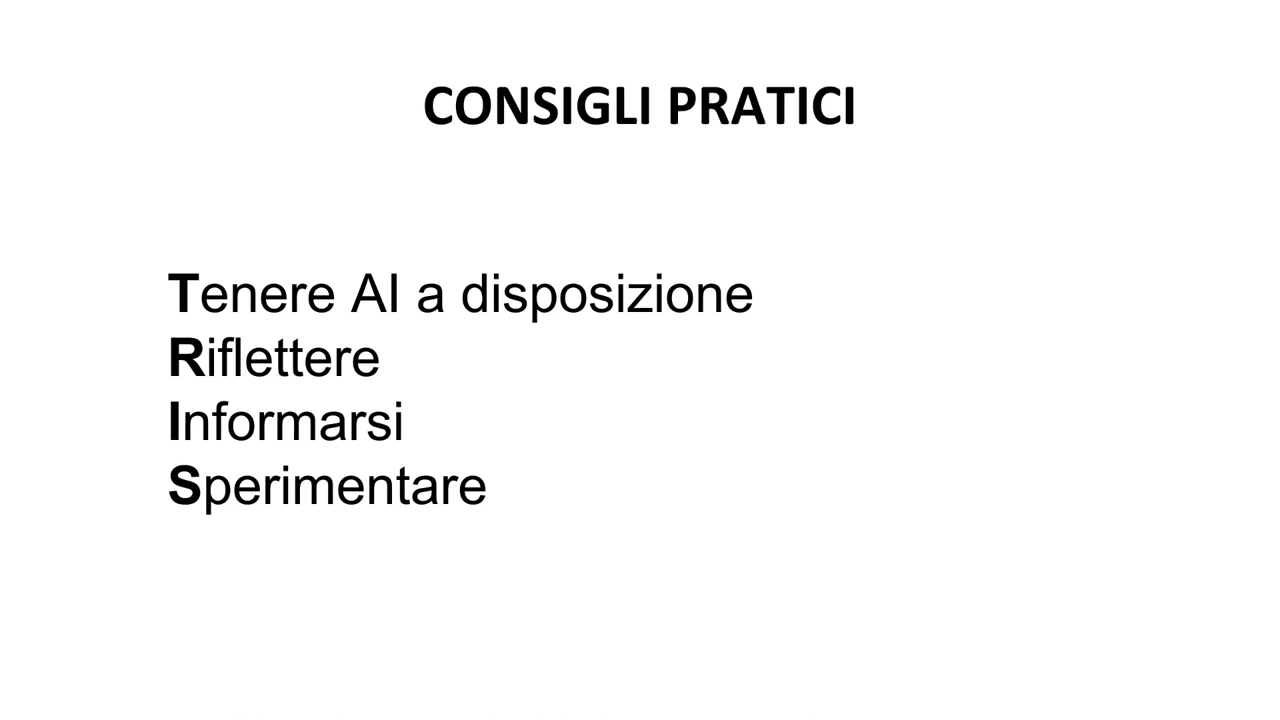 CONSIGLI PRATICI
Tenere AI a disposizione
Riflettere
Informarsi
Sperimentare